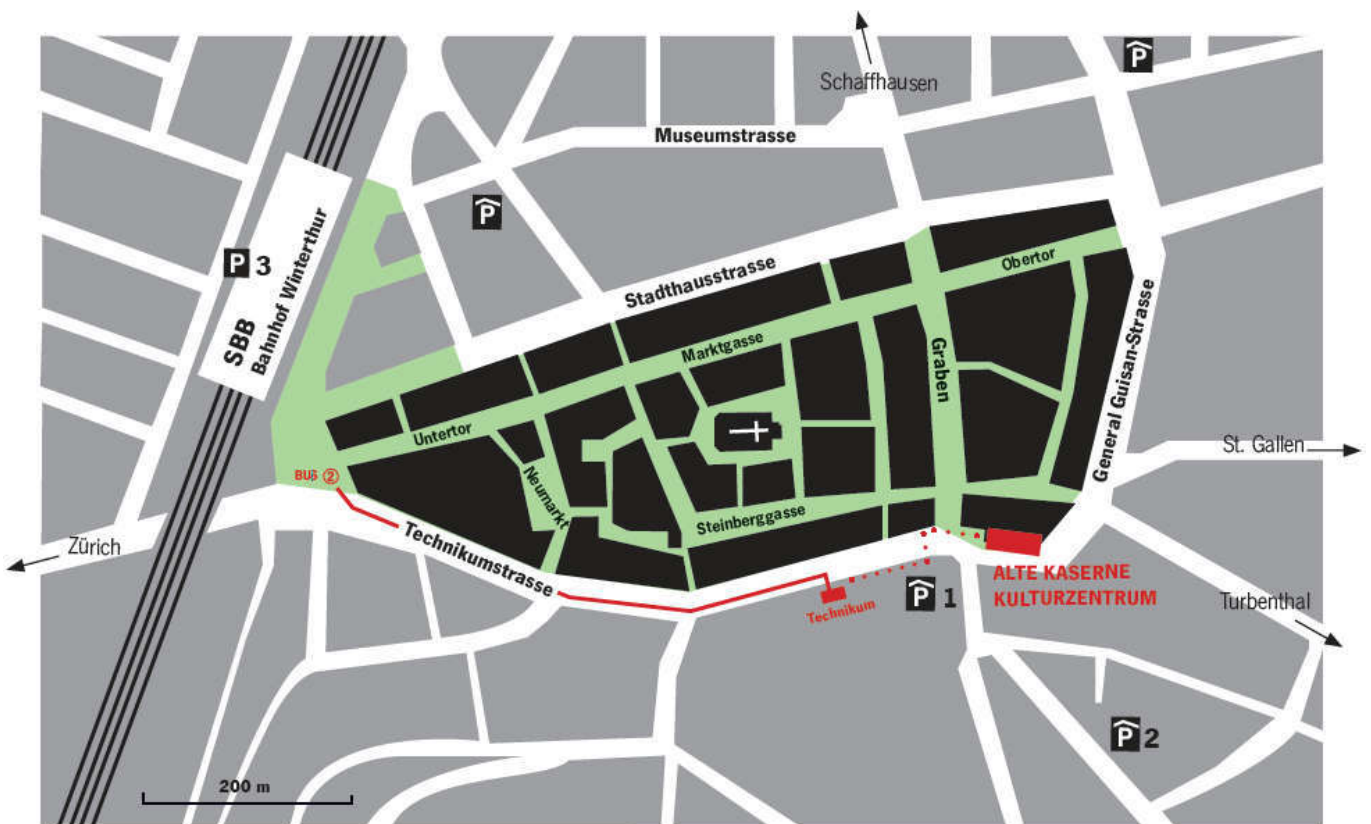 P
Schaffhausen
Museumstrasse
P
P 3
SBB
Bahnhof Winterthur
Stadthausstrasse
Obertor
Marktgasse
Graben
General Guisan-Strasse
Untertor
St. Gallen
BUS 2
Neumarkt
Steinberggasse
Zürich
Technikumstrasse
ALTE KASERNE
KULTURZENTRUM
P 1
Technikum
Turbenthal
P 2
200 m